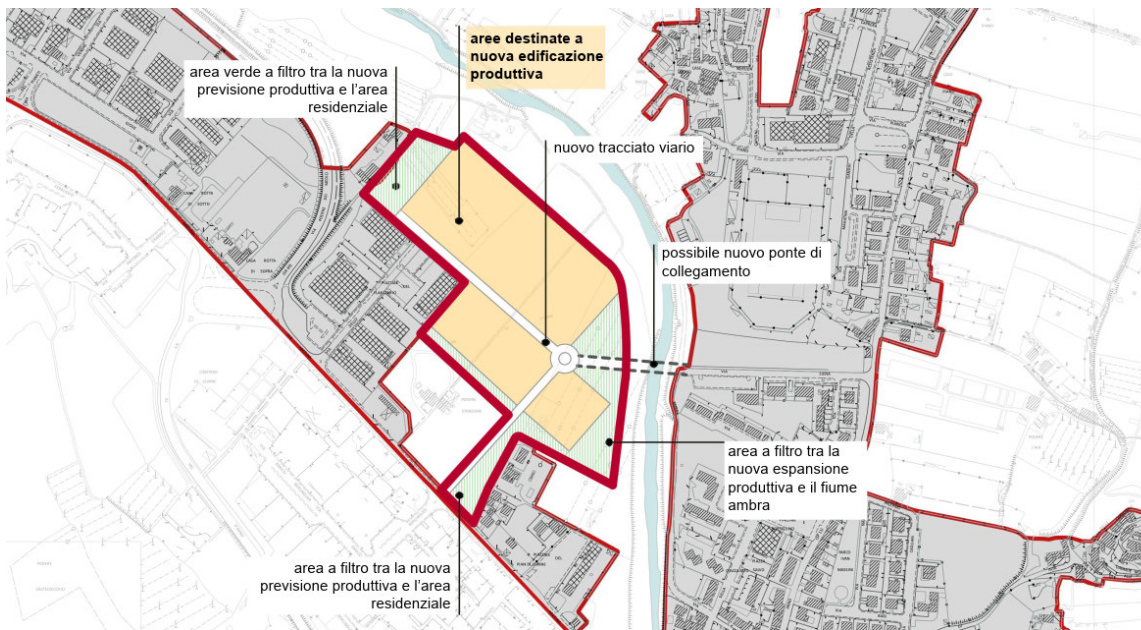 aree destinate a
nuova edificazione
produttiva
area verde a filtro tra la nuova
previsione produttiva e l'area
residenziale
nuovo tracciato viario
possibile nuovo ponte di
collegamento
area a filtro tra la
nuova espansione
produttiva e il fiume
ambra
area a filtro tra la nuova
previsione produttiva e l'area
residenziale